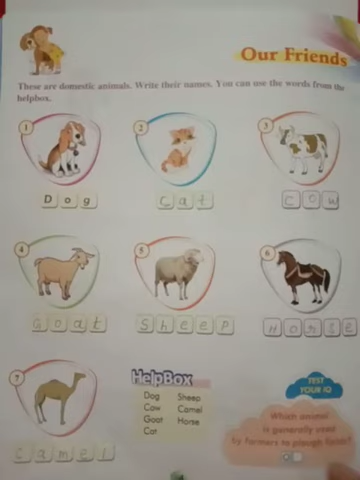 Our Friends
These are domestic animals. Write their names. You can use the words from the
helpbox.
1 2 3
Dog Cat Cow
4 5 6
Goat Sheep Horse
7
Camel
HelpBox
Dog Sheep
Cow Camel
Goat Horse
Cat
TEST
YOUR IQ
Which animal
is generally used
by farmers to plough fields?